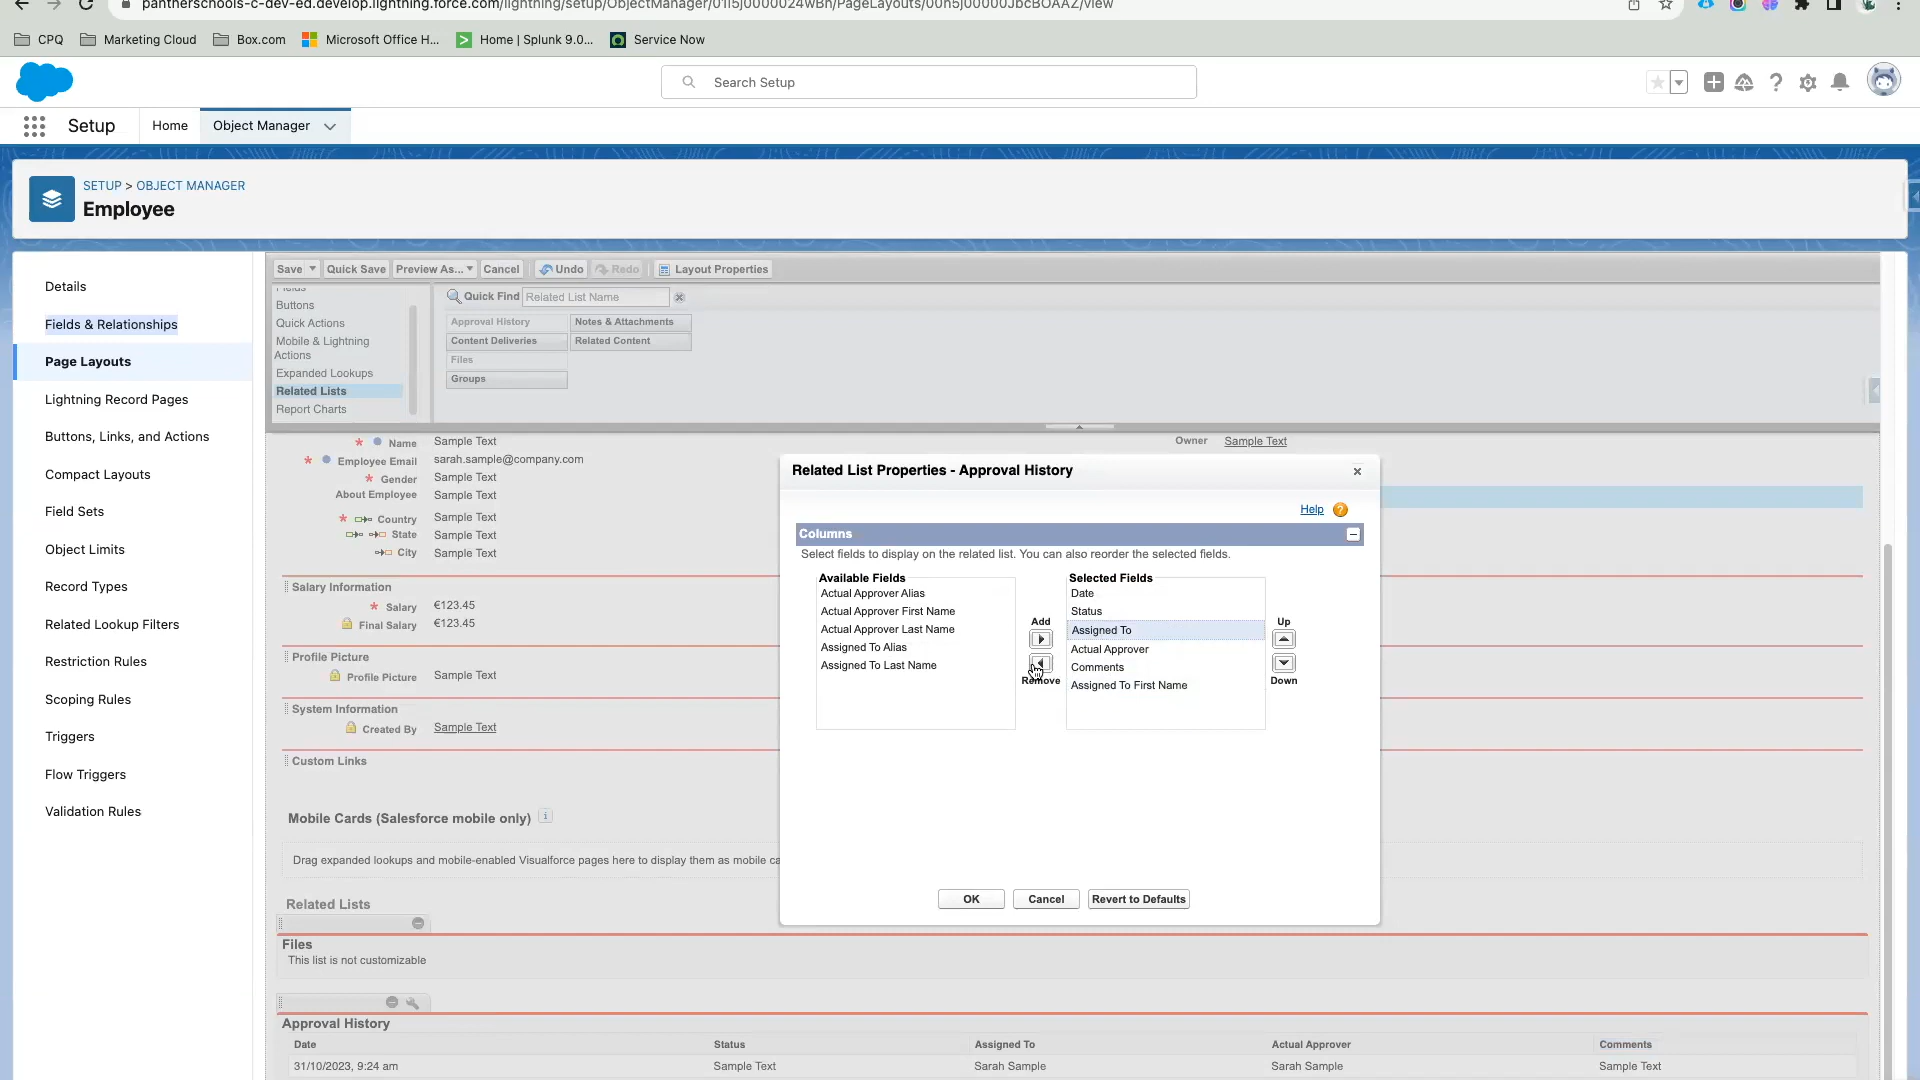 pantherschools-c-dev-ed.develop.lightning.force.com/lightning/setup/ObjectManager/
CPQ
Marketing Cloud
Box.com
Microsoft Office H...
Home | Splunk 9.0...
Service Now
Search Setup
Setup
Home
Object Manager
SETUP > OBJECT MANAGER
Employee
Details
Fields & Relationships
Page Layouts
Lightning Record Pages
Buttons, Links, and Actions
Compact Layouts
Field Sets
Object Limits
Record Types
Related Lookup Filters
Restriction Rules
Scoping Rules
Triggers
Flow Triggers
Validation Rules
Save
Quick Save
Preview As...
Cancel
Undo
Redo
Layout Properties
Fields
Buttons
Quick Actions
Mobile & Lightning
Actions
Expanded Lookups
Related Lists
Report Charts
Quick Find
Related List Name
Approval History
Notes & Attachments
Content Deliveries
Related Content
Files
Groups
Name
Sample Text
Owner
Sample Text
Employee Email
sarah.sample@company.com
Gender
Sample Text
About Employee
Sample Text
Country
Sample Text
State
Sample Text
City
Sample Text
Salary Information
Salary
€123.45
Final Salary
€123.45
Profile Picture
Profile Picture
Sample Text
System Information
Created By
Sample Text
Custom Links
Mobile Cards (Salesforce mobile only)
Drag expanded lookups and mobile-enabled Visualforce pages here to display them as mobile ca
Related Lists
Files
This list is not customizable
Approval History
Date
Status
Assigned To
Actual Approver
Comments
31/10/2023, 9:24 am
Sample Text
Sarah Sample
Sarah Sample
Sample Text
Related List Properties - Approval History
Help
Columns
Select fields to display on the related list. You can also reorder the selected fields.
Available Fields
Actual Approver Alias
Actual Approver First Name
Actual Approver Last Name
Assigned To Alias
Assigned To Last Name
Add
Remove
Selected Fields
Date
Status
Assigned To
Actual Approver
Comments
Assigned To First Name
Up
Down
OK
Cancel
Revert to Defaults